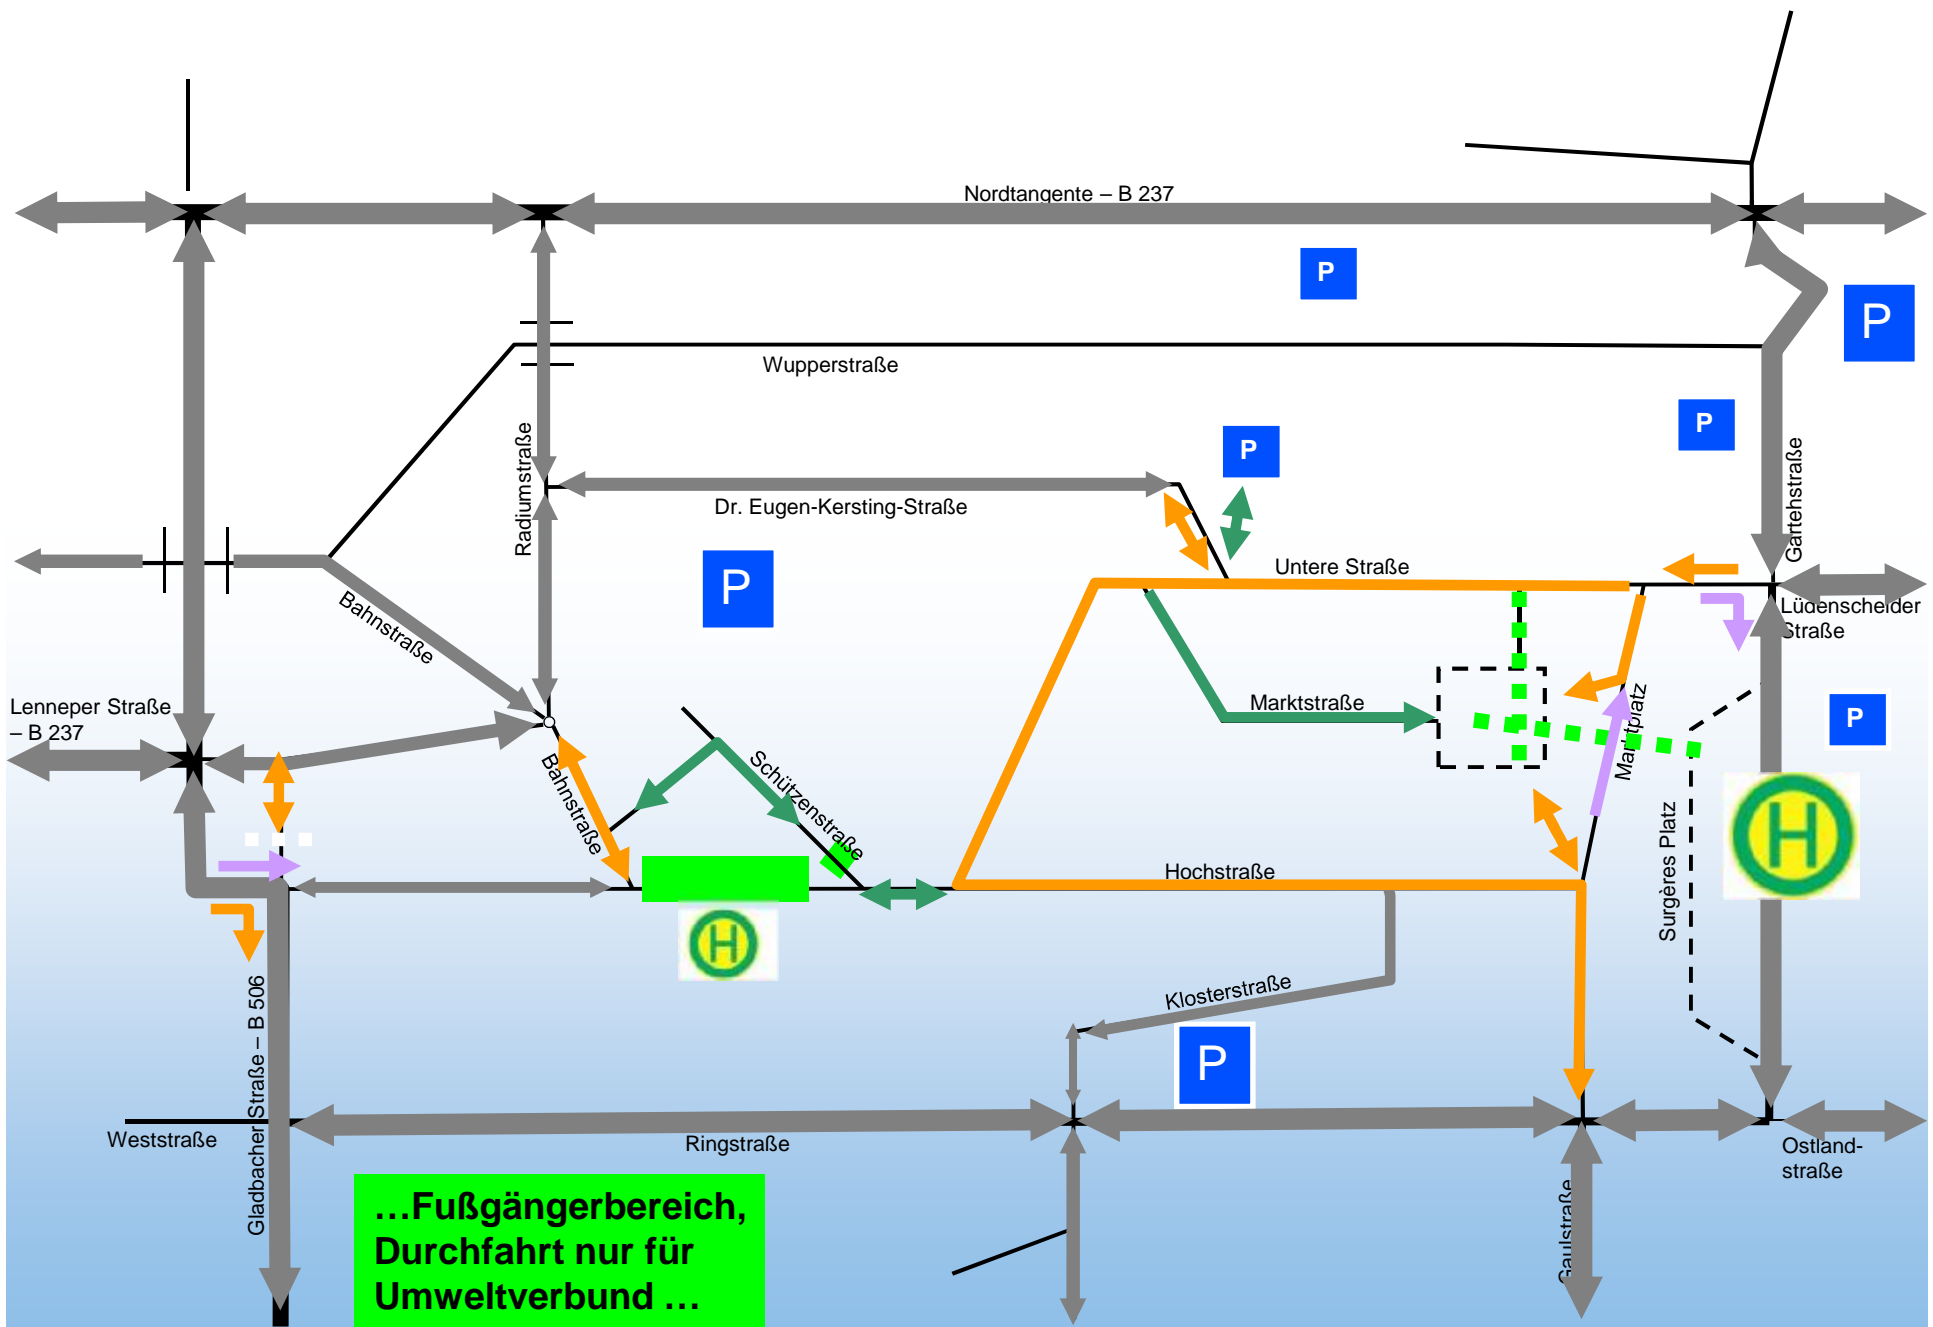 Nordtangente – B 237
P
P
Wupperstraße
P
Radiumstraße
P
Gartehstraße
Dr. Eugen-Kersting-Straße
Untere Straße
P
Bahnstraße
Lüdenscheider
Straße
Lenneper Straße
– B 237
Marktstraße
Marktplatz
P
Bahnstraße
Schützenstraße
Surgères Platz
H
Hochstraße
H
Gladbacher Straße – B 506
Klosterstraße
P
Weststraße
Ringstraße
Ostland-
straße
Gaulstraße
…Fußgängerbereich,
Durchfahrt nur für
Umweltverbund …